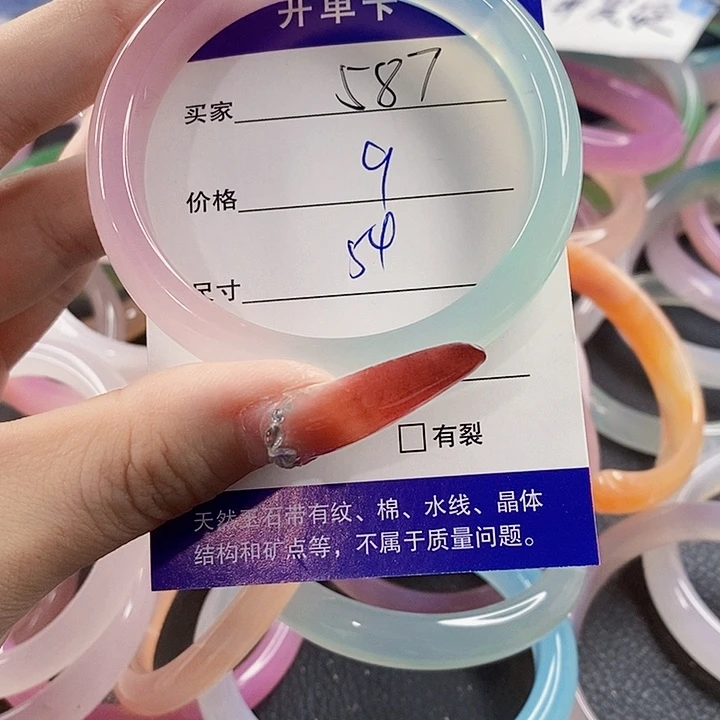 开单卡
买家 587
价格 9
54
尺寸
有裂
天然玉石带有纹、棉、水线、晶体
结构和矿点等，不属于质量问题。